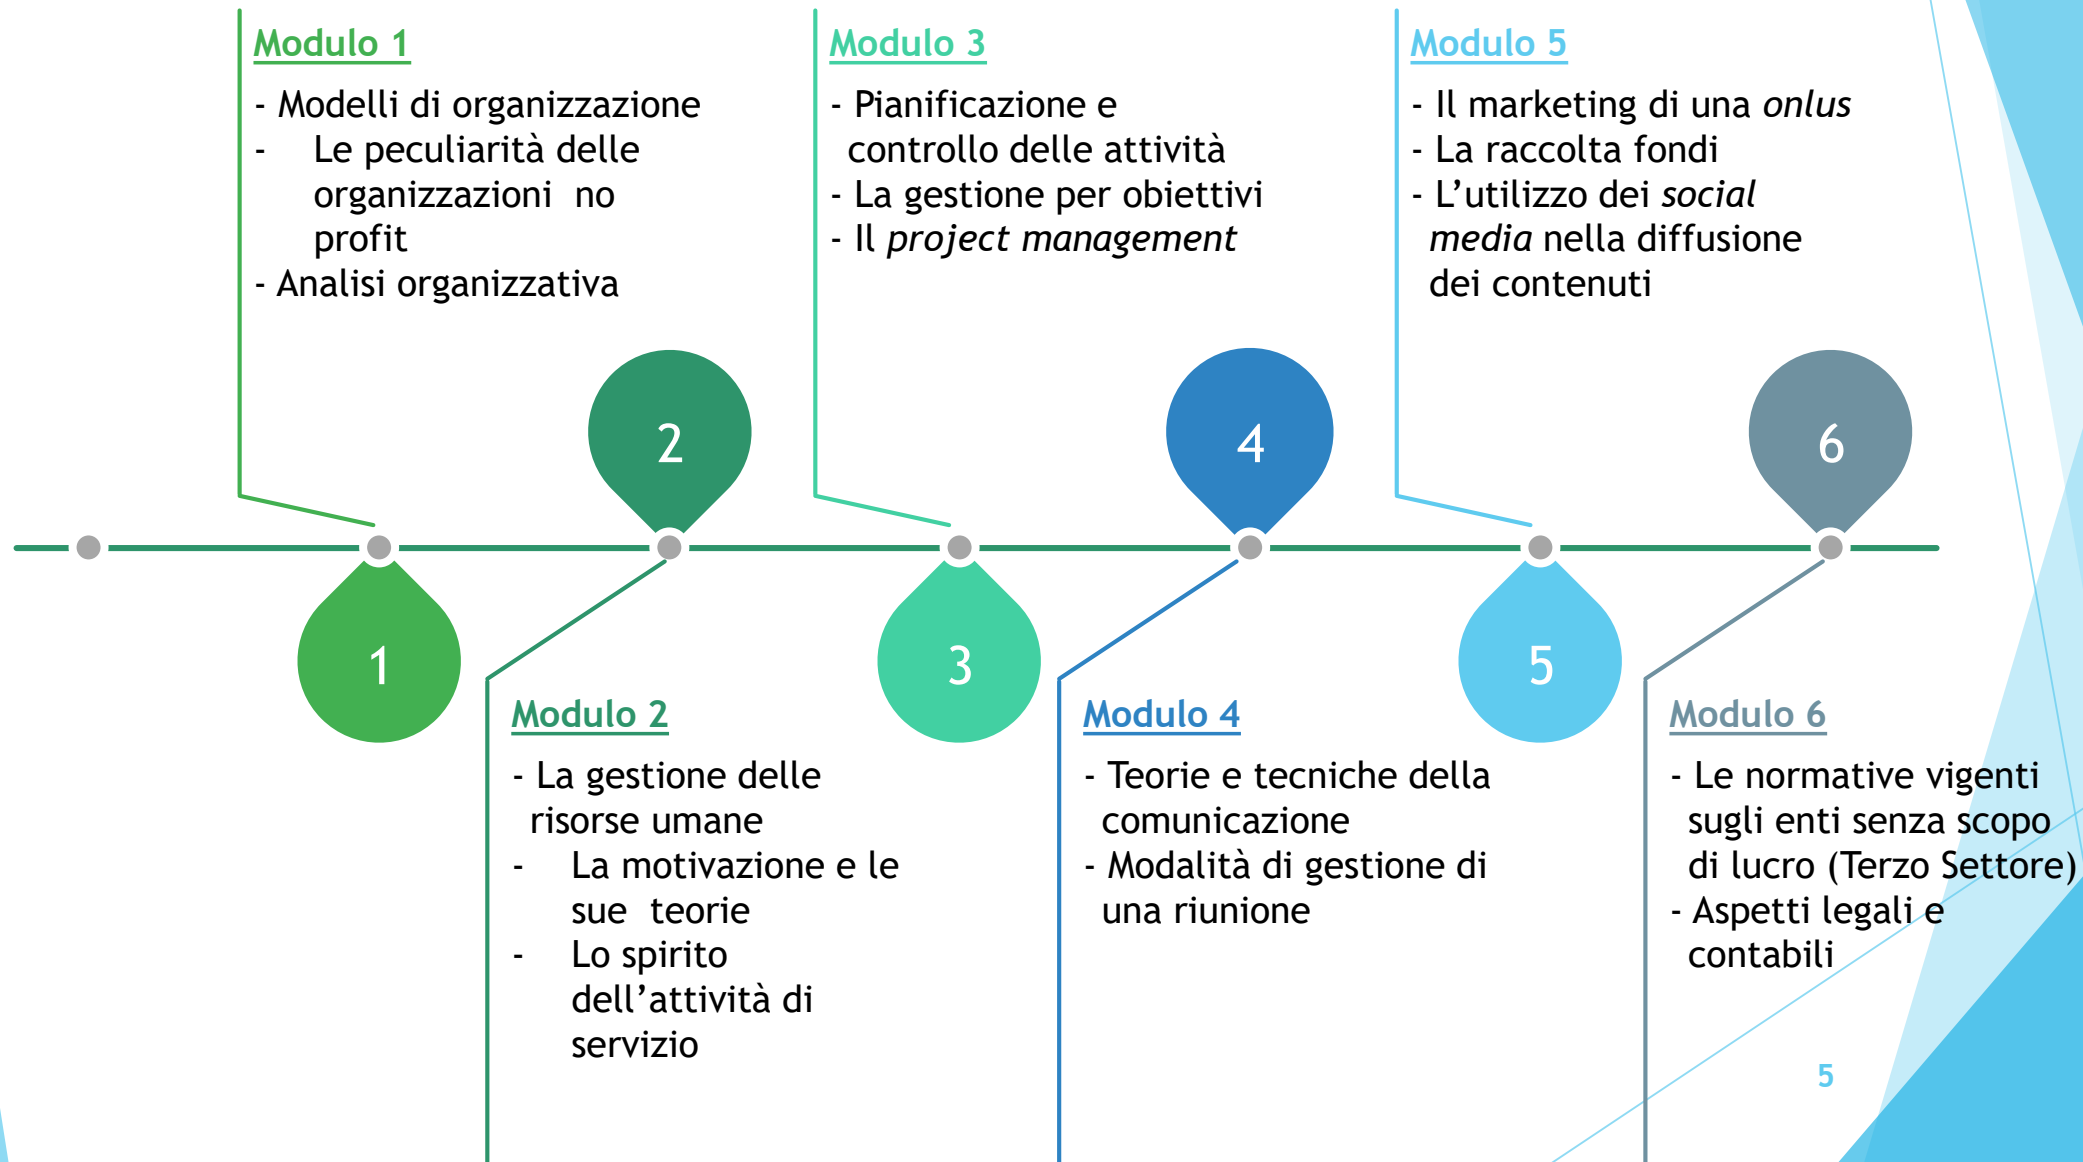 Modulo 1
- Modelli di organizzazione
- Le peculiarità delle
organizzazioni no
profit
- Analisi organizzativa
Modulo 3
- Pianificazione e
controllo delle attività
- La gestione per obiettivi
- Il project management
Modulo 5
- Il marketing di una onlus
- La raccolta fondi
- L’utilizzo dei social
media nella diffusione
dei contenuti
2
4
6
1
3
5
Modulo 2
- La gestione delle
risorse umane
- La motivazione e le
sue teorie
- Lo spirito
dell’attività di
servizio
Modulo 4
- Teorie e tecniche della
comunicazione
- Modalità di gestione di
una riunione
Modulo 6
- Le normative vigenti
sugli enti senza scopo
di lucro (Terzo Settore)
- Aspetti legali e
contabili
5